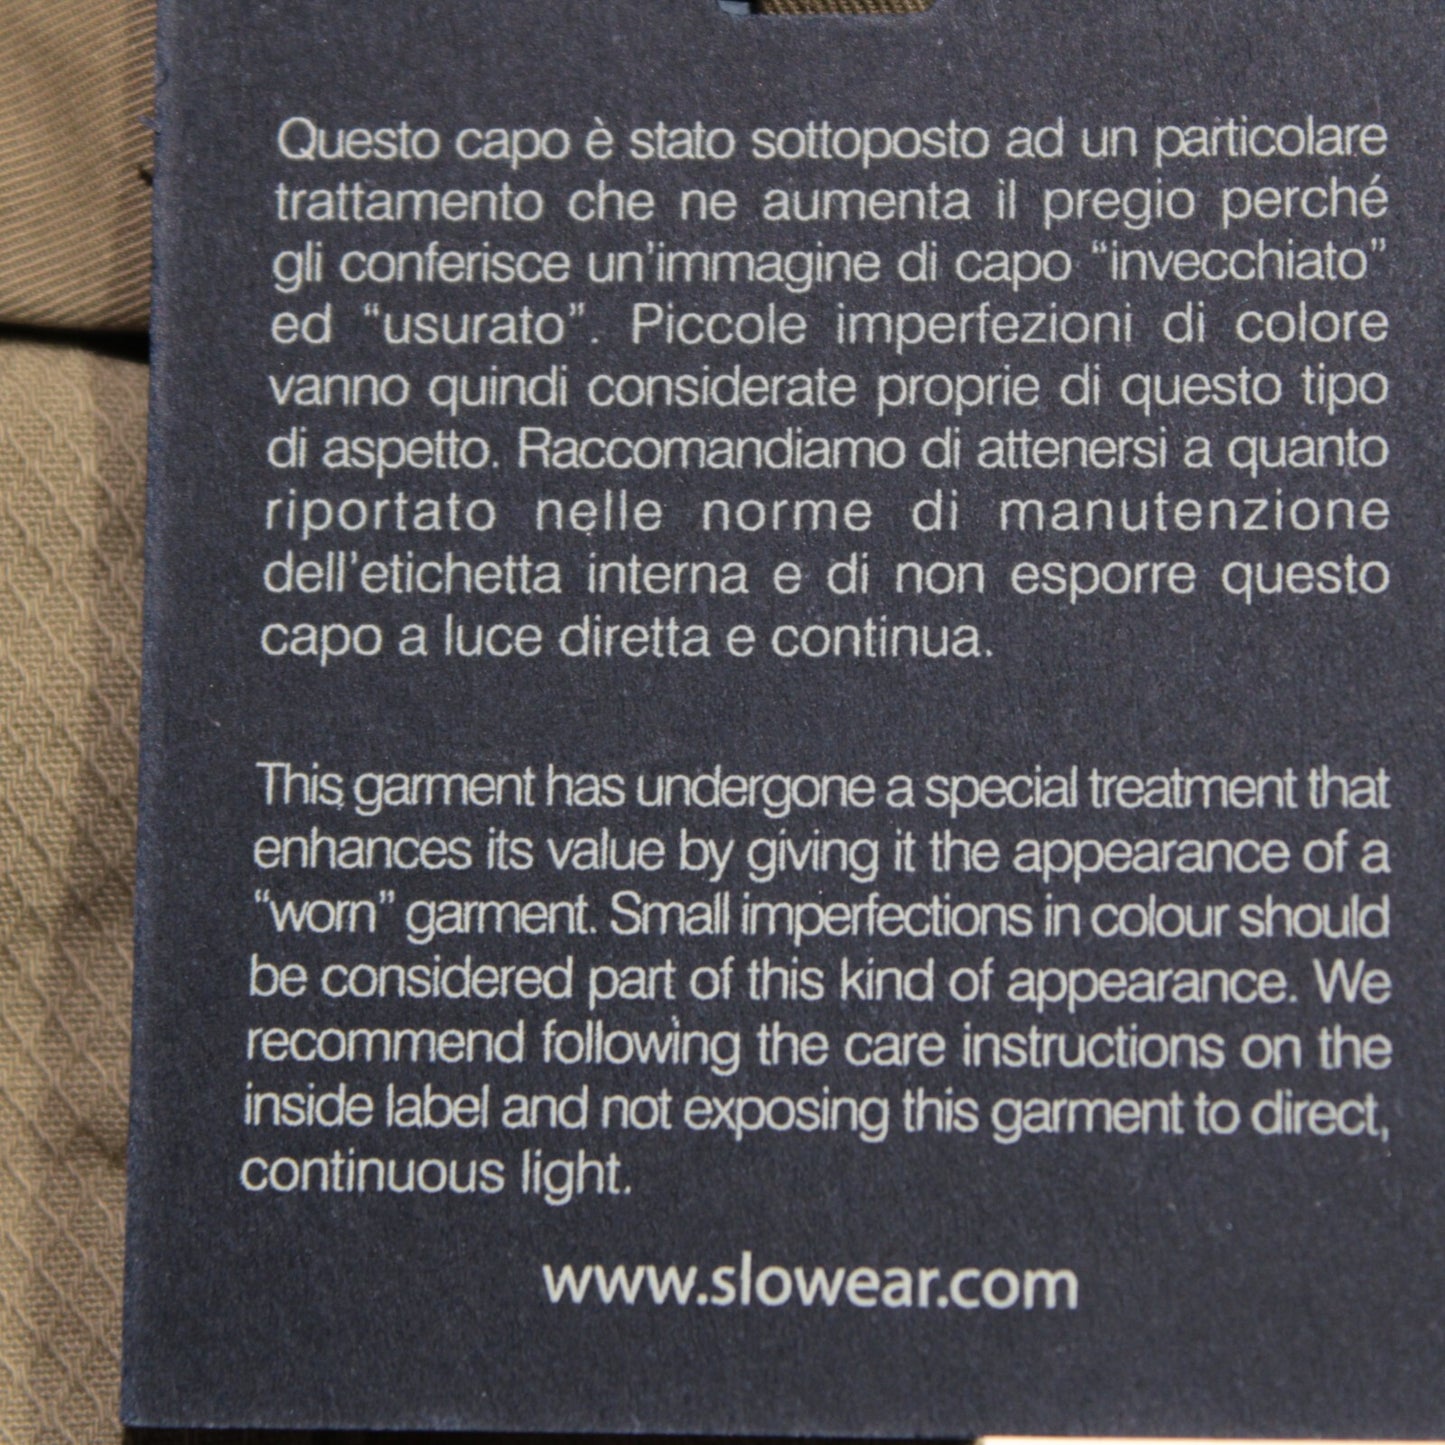 Questo capo è stato sottoposto ad un particolare
trattamento che ne aumenta il pregio perché
gli conferisce un'immagine di capo “invecchiato”
ed “usurato”. Piccole imperfezioni di colore
vanno quindi considerate proprie di questo tipo
di aspetto. Raccomandiamo di attenersi a quanto
riportato nelle norme di manutenzione
dell'etichetta interna e di non esporre questo
capo a luce diretta e continua.
This garment has undergone a special treatment that
enhances its value by giving it the appearance of a
“worn” garment. Small imperfections in colour should
be considered part of this kind of appearance. We
recommend following the care instructions on the
inside label and not exposing this garment to direct,
continuous light.
www.slowear.com